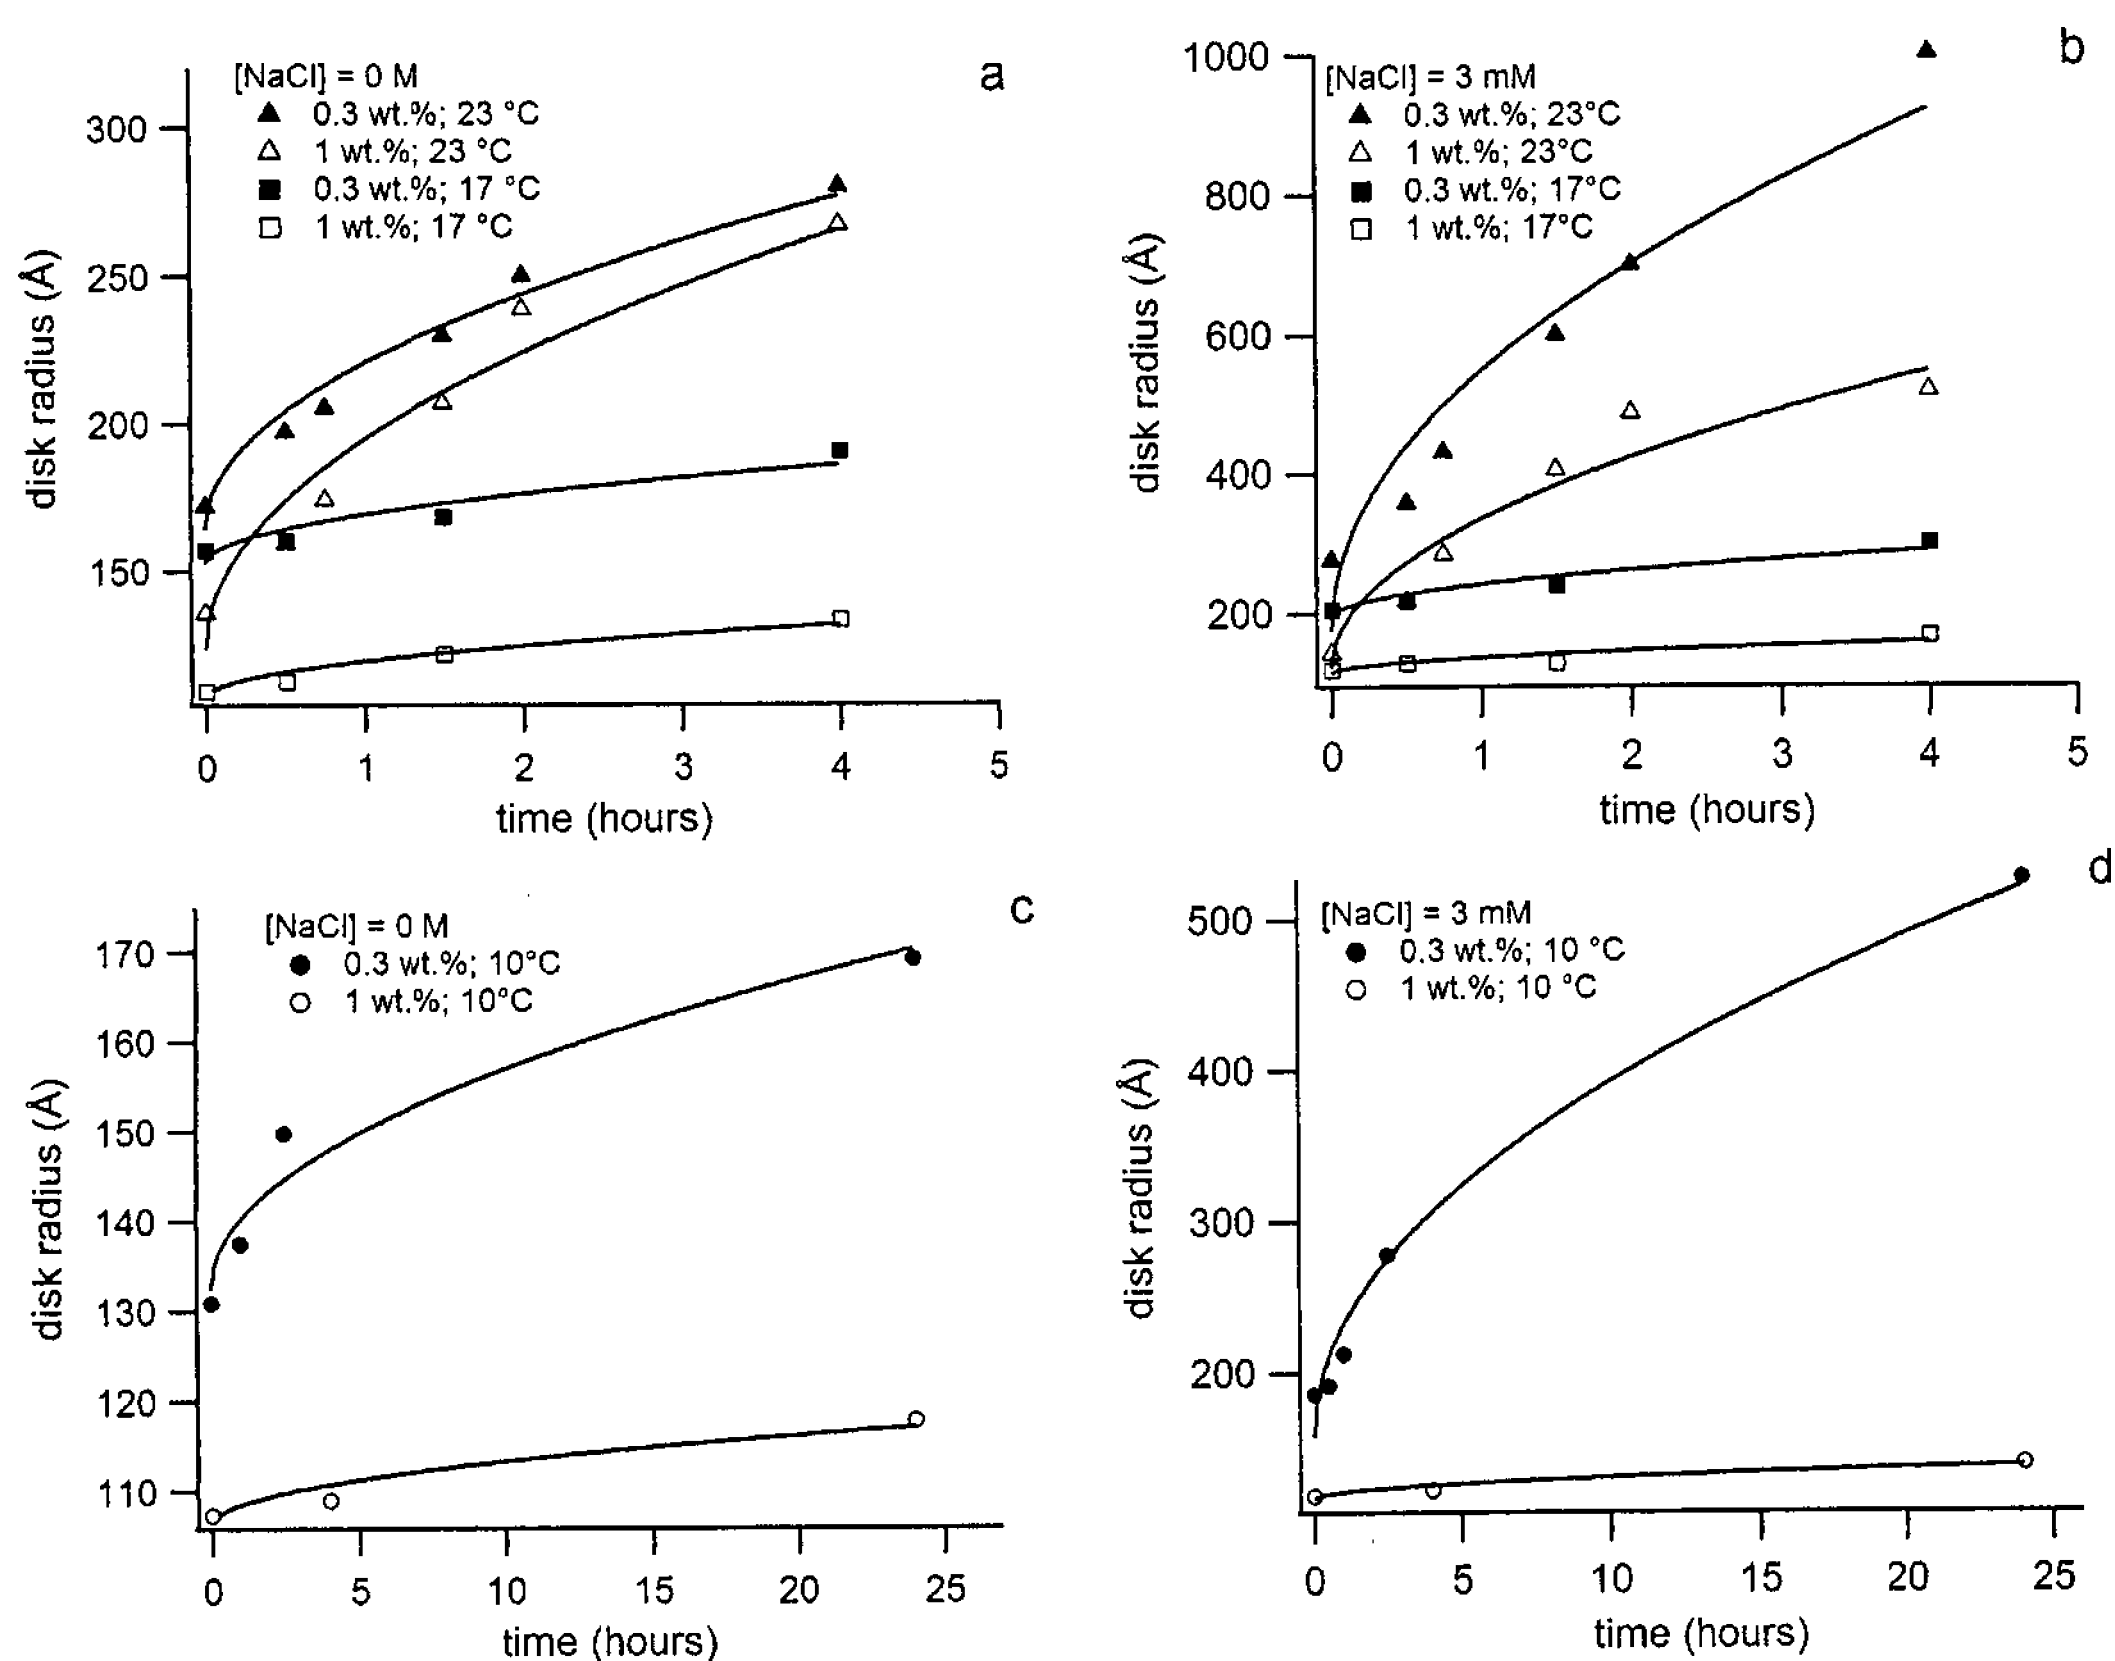 a
[NaCl] = 0 M
0.3 wt.%; 23 °C
1 wt.%; 23 °C
0.3 wt.%; 17 °C
1 wt.%; 17 °C
disk radius (Å)
300
250
200
150
0 1 2 3 4 5
time (hours)
b
[NaCl] = 3 mM
0.3 wt.%; 23°C
1 wt.%; 23°C
0.3 wt.%; 17°C
1 wt.%; 17°C
disk radius (Å)
1000
800
600
400
200
0 1 2 3 4 5
time (hours)
c
[NaCl] = 0 M
0.3 wt.%; 10°C
1 wt.%; 10°C
disk radius (Å)
170
160
150
140
130
120
110
0 5 10 15 20 25
time (hours)
d
[NaCl] = 3 mM
0.3 wt.%; 10 °C
1 wt.%; 10 °C
disk radius (Å)
500
400
300
200
0 5 10 15 20 25
time (hours)